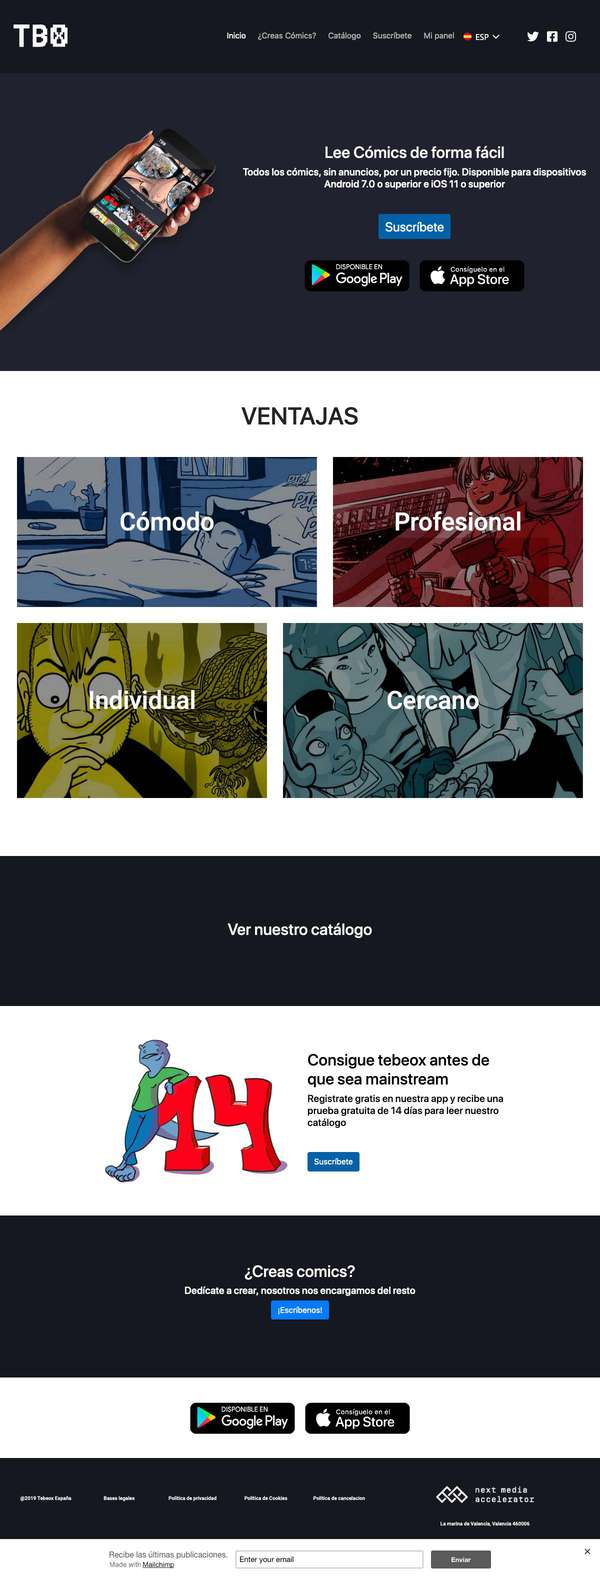 TBO
Inicio
¿Creas Cómics?
Catálogo
Suscríbete
Mi panel
ESP
Lee Cómics de forma fácil
Todos los cómics, sin anuncios, por un precio fijo. Disponible para dispositivos
Android 7.0 o superior e iOS 11 o superior
Suscríbete
DISPONIBLE EN
Google Play
Consíguelo en el
App Store
VENTAJAS
Cómodo
Profesional
Individual
Cercano
Ver nuestro catálogo
14
Consigue tebeox antes de
que sea mainstream
Registrate gratis en nuestra app y recibe una
prueba gratuita de 14 días para leer nuestro
catálogo
Suscríbete
¿Creas comics?
Dedícate a crear, nosotros nos encargamos del resto
¡Escríbenos!
DISPONIBLE EN
Google Play
Consíguelo en el
App Store
@2019 Tebeox España
Bases legales
Política de privacidad
Política de Cookies
Política de cancelacion
next media
accelerator
La marina de Valencia, Valencia 460006
Recibe las últimas publicaciones.
Made with Mailchimp
Enter your email
Enviar